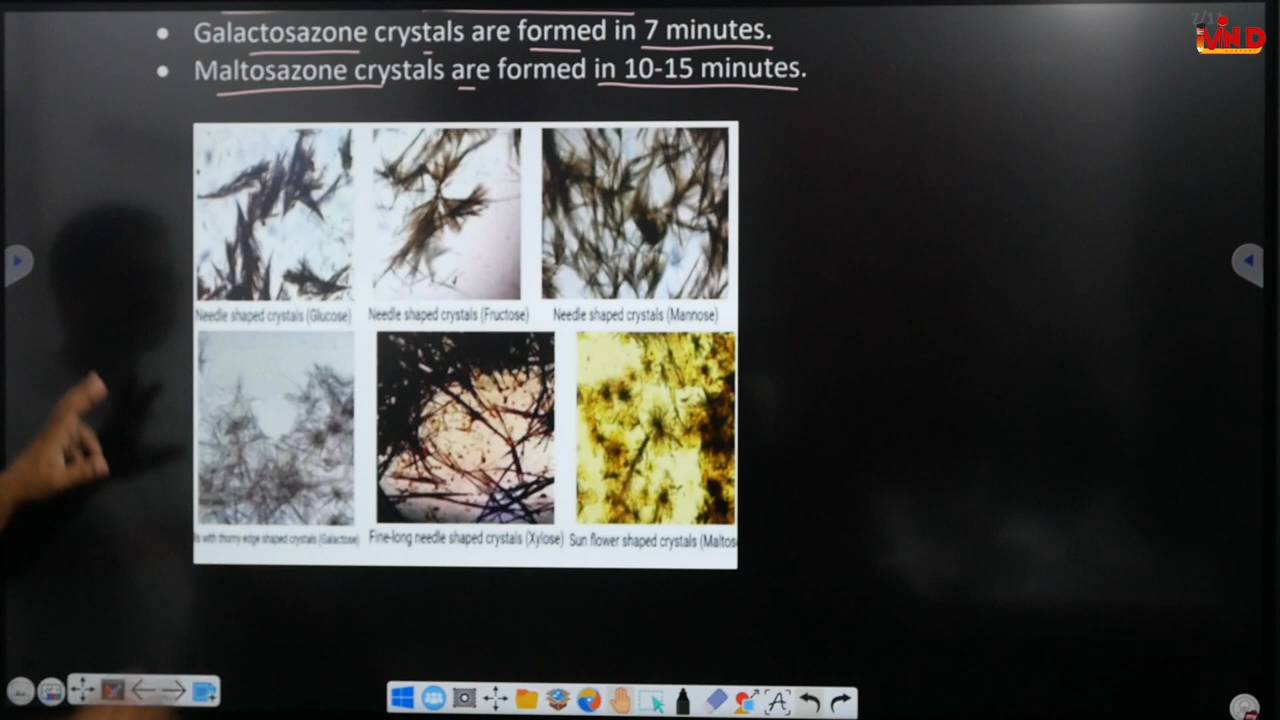 • Galactosazone crystals are formed in 7 minutes.
• Maltosazone crystals are formed in 10-15 minutes.
Needle shaped crystals (Glucose)
Needle shaped crystals (Fructose)
Needle shaped crystals (Mannose)
ls with thorny edge shaped crystals (Galactose)
Fine-long needle shaped crystals (Xylose)
Sun flower shaped crystals (Maltos